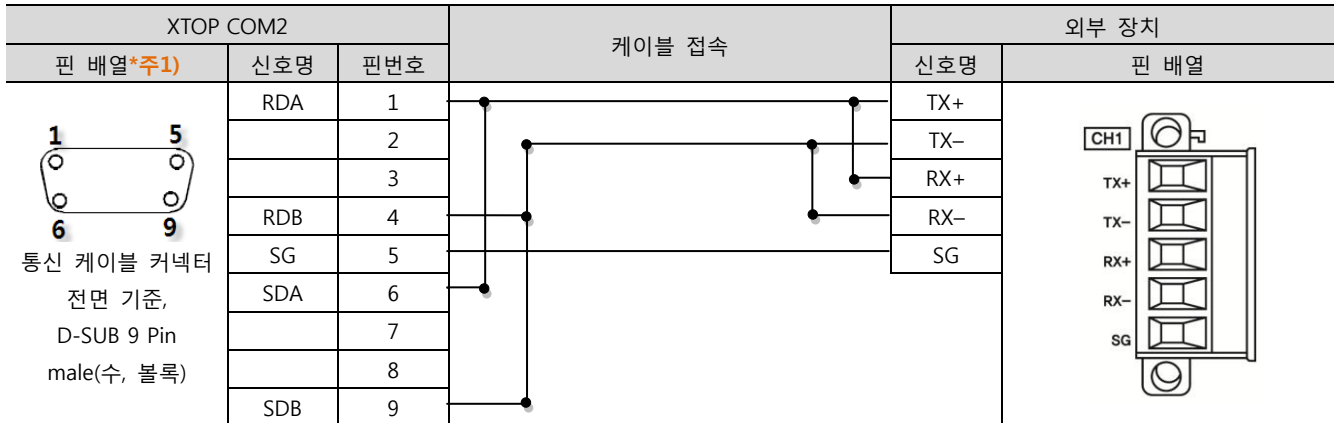 XTOP COM2 케이블 접속 외부 장치
핀 배열*주1) 신호명 핀번호 신호명 핀 배열
RDA 1 TX+
2 TX–
3 RX+
RDB 4 RX–
SG 5 SG
SDA 6
7
8
SDB 9
1 5
6 9
통신 케이블 커넥터
전면 기준,
D-SUB 9 Pin
male(수, 볼록)
CH1
TX+
TX–
RX+
RX–
SG